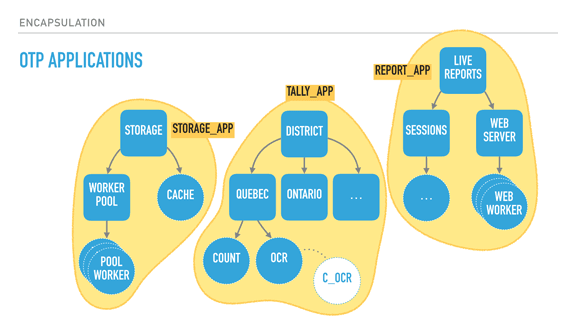 ENCAPSULATION
OTP APPLICATIONS
STORAGE_APP
STORAGE
WORKER
POOL
CACHE
POOL
WORKER
TALLY_APP
DISTRICT
QUEBEC
ONTARIO
...
COUNT
OCR
C_OCR
REPORT_APP
LIVE
REPORTS
SESSIONS
WEB
SERVER
...
WEB
WORKER